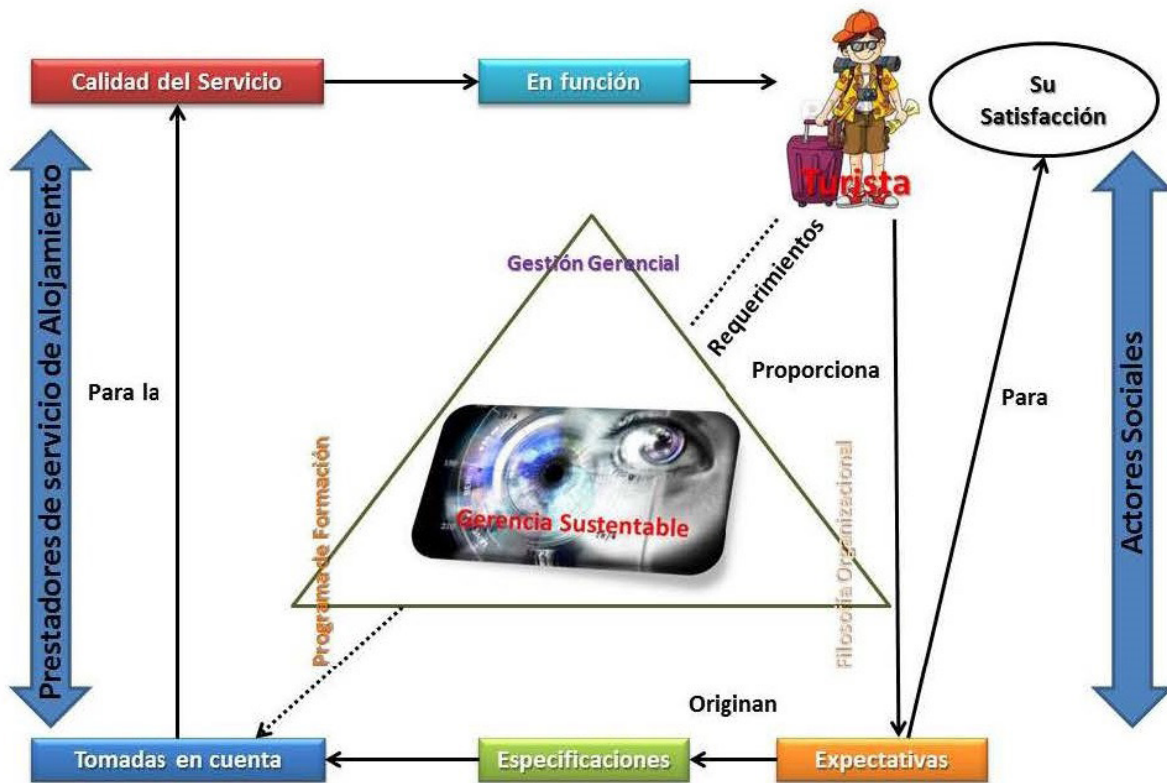 Calidad del Servicio
En función
Su
Satisfacción
Turista
Prestadores de servicio de Alojamiento
Gestión Gerencial
Requerimientos
Actores Sociales
Proporciona
Para la
Para
Programa de Formación
Gerencia Sustentable
Filosofía Organizacional
Originan
Tomadas en cuenta
Especificaciones
Expectativas